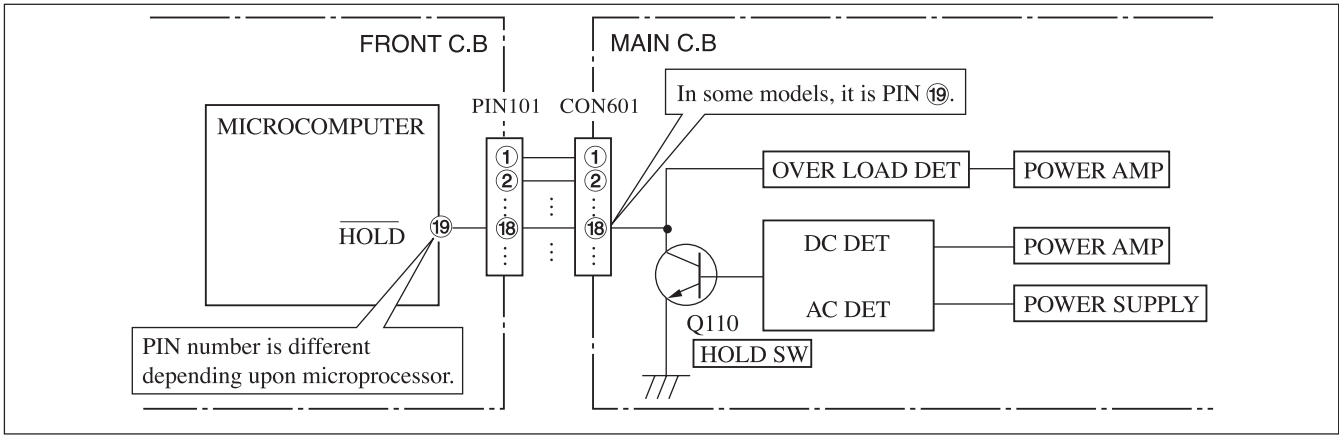 FRONT C.B
MAIN C.B
In some models, it is PIN ⑲.
PIN101
CON601
MICROCOMPUTER
① ①
② ②
HOLD ⑲ ⑱ ⑱
OVER LOAD DET
POWER AMP
DC DET
POWER AMP
AC DET
POWER SUPPLY
Q110
HOLD SW
PIN number is different
depending upon microprocessor.